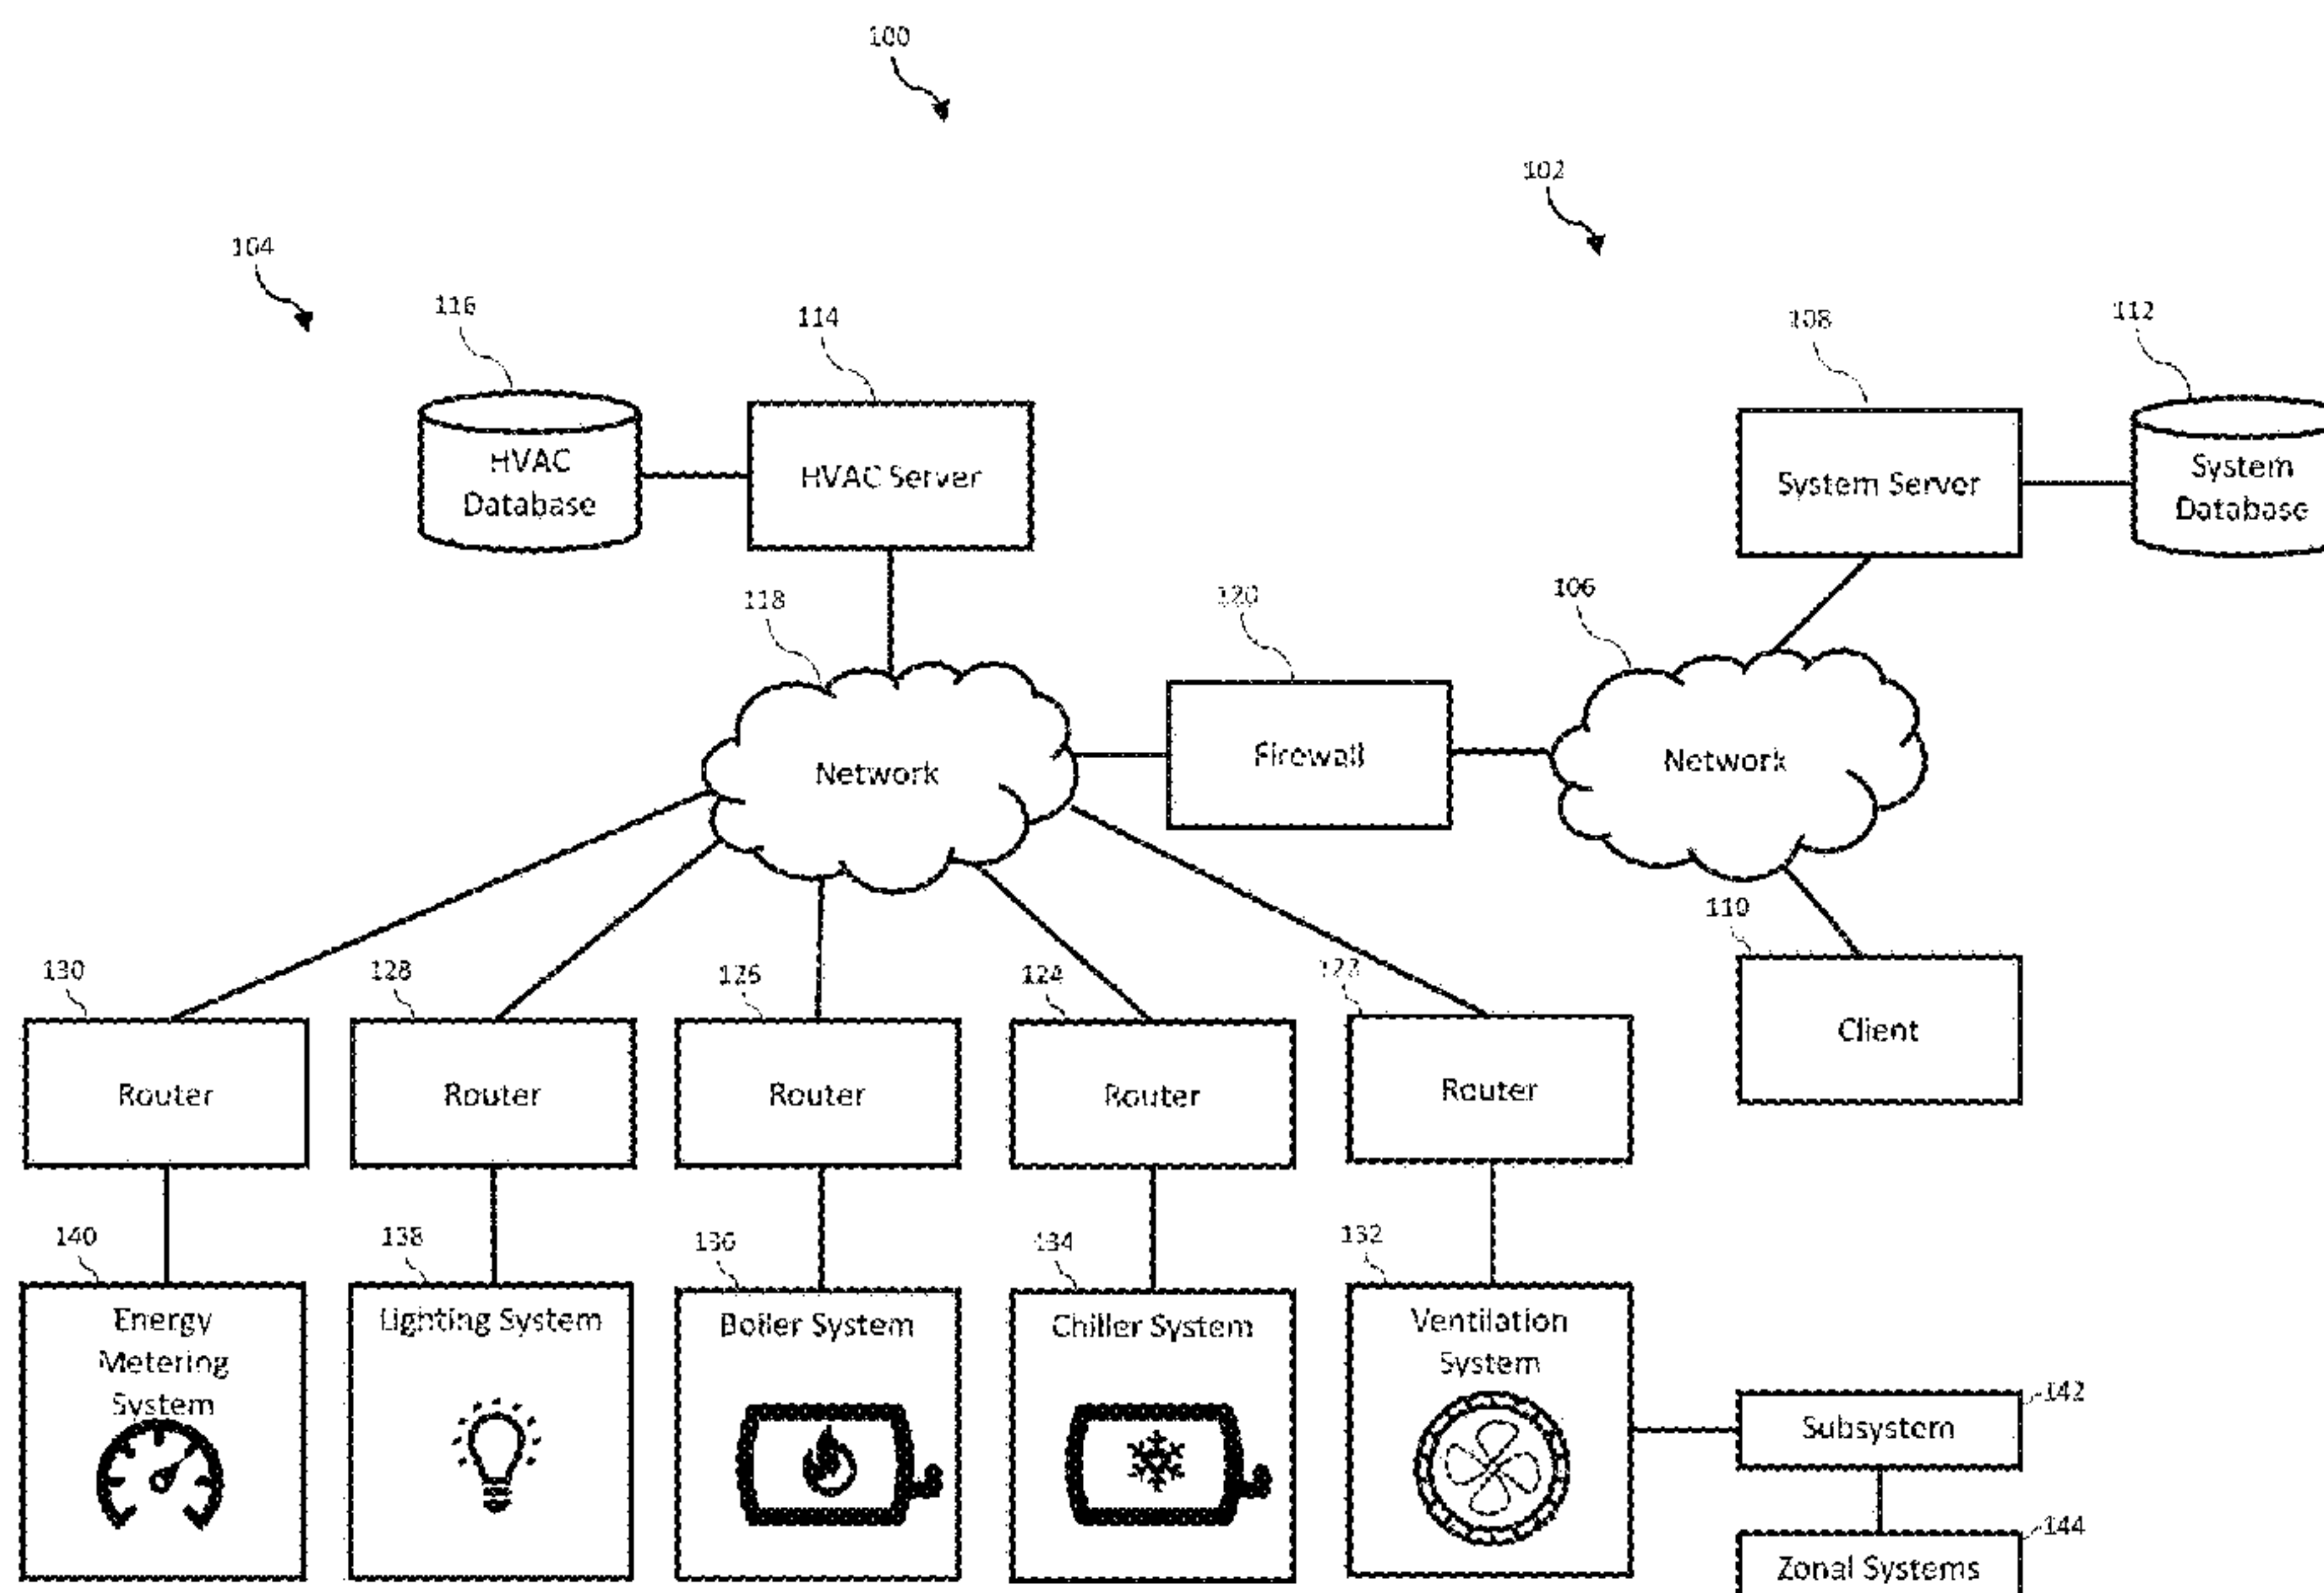 100
102
104
116
114
108
112
HVAC
Database
HVAC Server
System Server
System
Database
118
120
106
Network
Firewall
Network
110
130
128
126
124
122
Client
Router
Router
Router
Router
Router
140
138
136
134
132
Energy
Metering
System
Lighting System
Boiler System
Chiller System
Ventilation
System
142
Subsystem
144
Zonal Systems